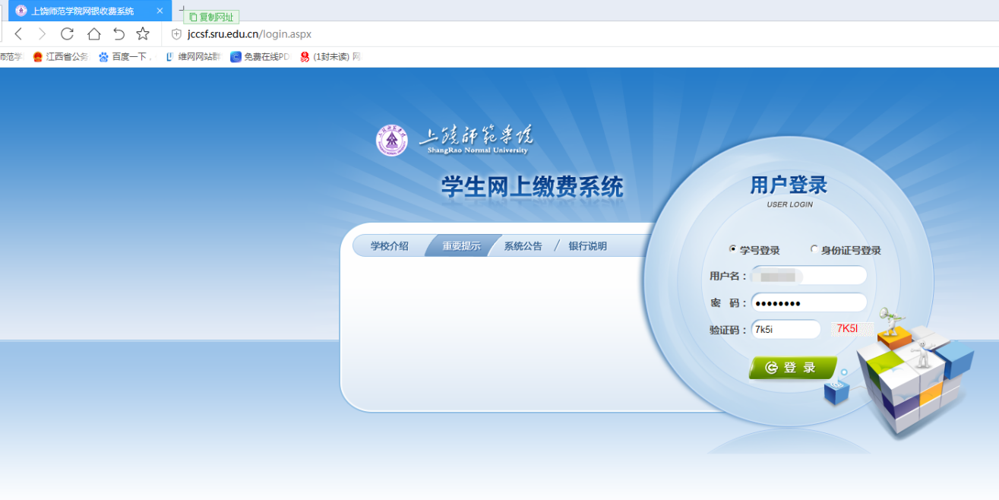 上饶师范学院网银收费系统
复制网址
jccsf.sru.edu.cn/login.aspx
师范学 江西省公务 百度一下， 维网网站群 免费在线PD (1封未读) 网
上饶师范学院
ShangRao Normal University
学生网上缴费系统
学校介绍 重要提示 系统公告 银行说明
用户登录
USER LOGIN
学号登录 身份证号登录
用户名：
密 码： ●●●●●●●●
验证码： 7k5i 7K5I
登 录